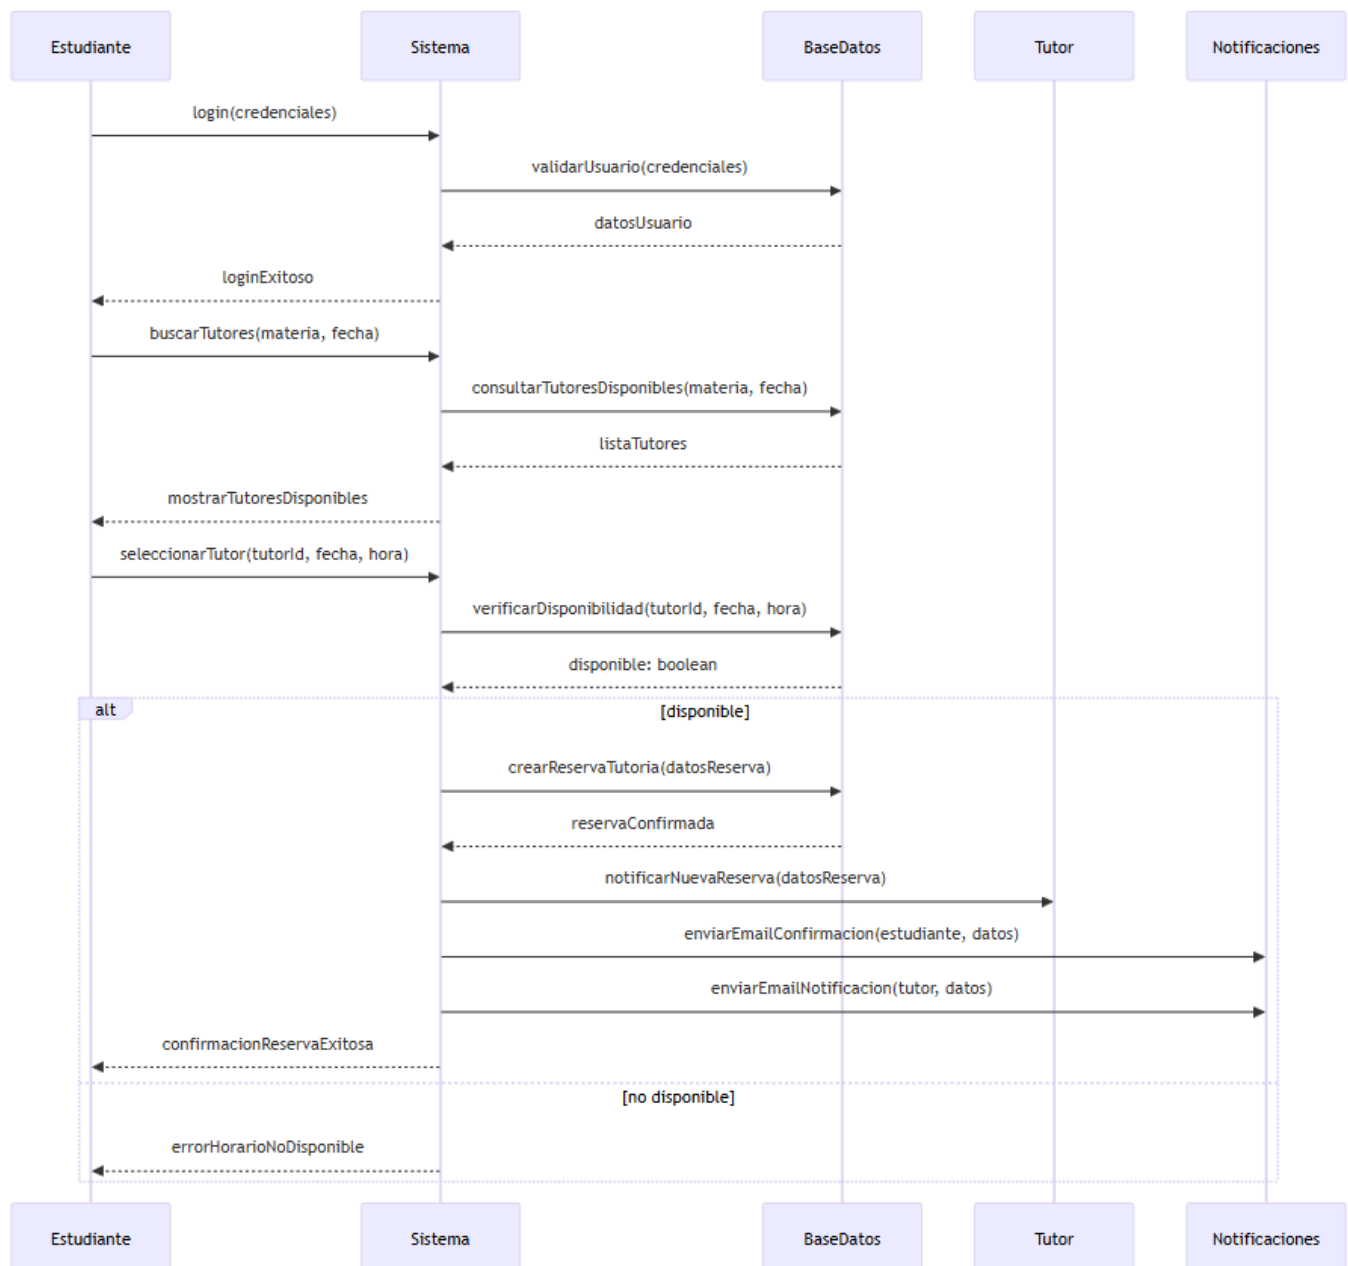 Estudiante
Sistema
BaseDatos
Tutor
Notificaciones
login(credenciales)
validarUsuario(credenciales)
datosUsuario
loginExitoso
buscarTutores(materia, fecha)
consultarTutoresDisponibles(materia, fecha)
listaTutores
mostrarTutoresDisponibles
seleccionarTutor(tutorId, fecha, hora)
verificarDisponibilidad(tutorId, fecha, hora)
disponible: boolean
alt
[disponible]
crearReservaTutoria(datosReserva)
reservaConfirmada
notificarNuevaReserva(datosReserva)
enviarEmailConfirmacion(estudiante, datos)
enviarEmailNotificacion(tutor, datos)
confirmacionReservaExitosa
[no disponible]
errorHorarioNoDisponible
Estudiante
Sistema
BaseDatos
Tutor
Notificaciones